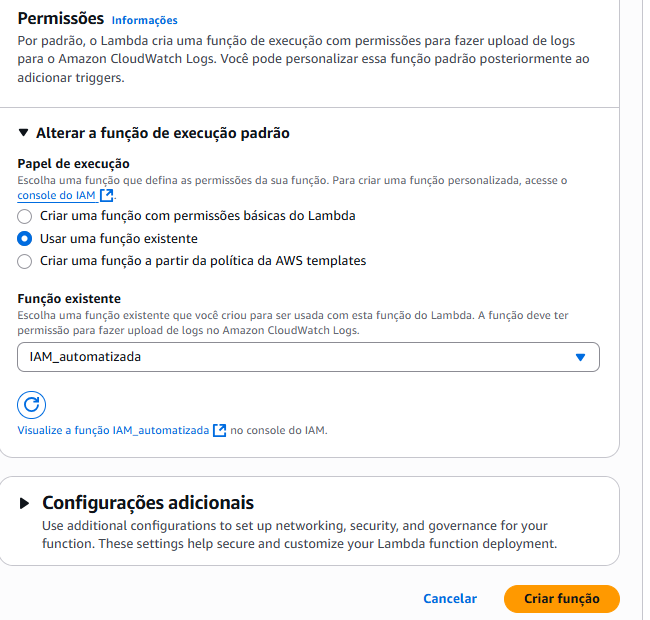 Permissões Informações
Por padrão, o Lambda cria uma função de execução com permissões para fazer upload de logs
para o Amazon CloudWatch Logs. Você pode personalizar essa função padrão posteriormente ao
adicionar triggers.
Alterar a função de execução padrão
Papel de execução
Escolha uma função que defina as permissões da sua função. Para criar uma função personalizada, acesse o
console do IAM.
Criar uma função com permissões básicas do Lambda
Usar uma função existente
Criar uma função a partir da política da AWS templates
Função existente
Escolha uma função existente que você criou para ser usada com esta função do Lambda. A função deve ter
permissão para fazer upload de logs no Amazon CloudWatch Logs.
IAM_automatizada
Visualize a função IAM_automatizada no console do IAM.
Configurações adicionais
Use additional configurations to set up networking, security, and governance for your
function. These settings help secure and customize your Lambda function deployment.
Cancelar Criar função